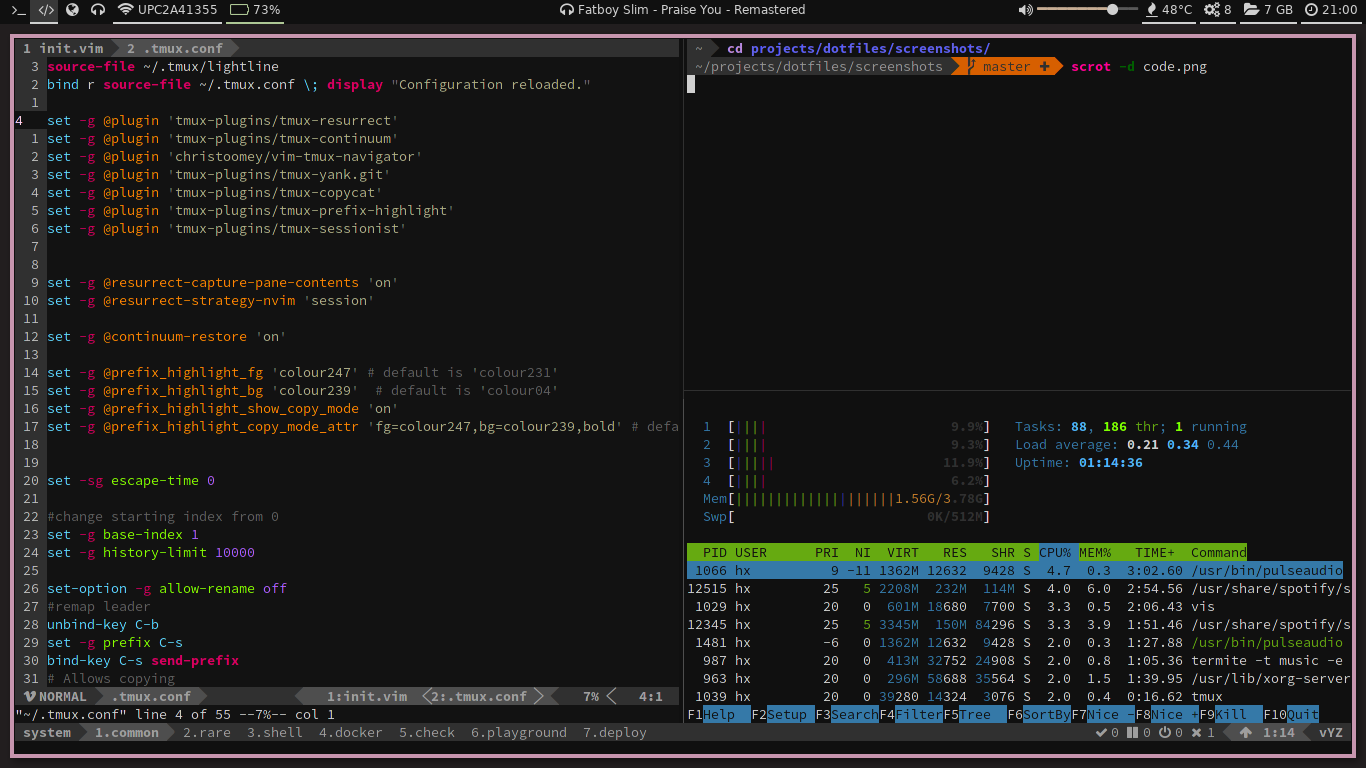 >_ </> UPC2A41355 73% Fatboy Slim - Praise You - Remastered 48°C 8 7 GB 21:00
1 init.vim 2 .tmux.conf
3 source-file ~/.tmux/lightline
2 bind r source-file ~/.tmux.conf \; display "Configuration reloaded."
1
4 set -g @plugin 'tmux-plugins/tmux-resurrect'
1 set -g @plugin 'tmux-plugins/tmux-continuum'
2 set -g @plugin 'christoomey/vim-tmux-navigator'
3 set -g @plugin 'tmux-plugins/tmux-yank.git'
4 set -g @plugin 'tmux-plugins/tmux-copycat'
5 set -g @plugin 'tmux-plugins/tmux-prefix-highlight'
6 set -g @plugin 'tmux-plugins/tmux-sessionist'
7
8
9 set -g @resurrect-capture-pane-contents 'on'
10 set -g @resurrect-strategy-nvim 'session'
11
12 set -g @continuum-restore 'on'
13
14 set -g @prefix_highlight_fg 'colour247' # default is 'colour231'
15 set -g @prefix_highlight_bg 'colour239'  # default is 'colour04'
16 set -g @prefix_highlight_show_copy_mode 'on'
17 set -g @prefix_highlight_copy_mode_attr 'fg=colour247,bg=colour239,bold' # defa
18
19
20 set -sg escape-time 0
21
22 #change starting index from 0
23 set -g base-index 1
24 set -g history-limit 10000
25
26 set-option -g allow-rename off
27 #remap leader
28 unbind-key C-b
29 set -g prefix C-s
30 bind-key C-s send-prefix
31 # Allows copying
NORMAL .tmux.conf 1:init.vim 2:.tmux.conf 7% 4:1
"~/.tmux.conf" line 4 of 55 --7%-- col 1
~ cd projects/dotfiles/screenshots/
~/projects/dotfiles/screenshots master + scrot -d code.png
1 [|||| 9.9%] Tasks: 88, 186 thr; 1 running
2 [|||| 9.3%] Load average: 0.21 0.34 0.44
3 [||||| 11.9%] Uptime: 01:14:36
4 [|||| 6.2%]
Mem[||||||||||||||||||||1.56G/3.78G]
Swp[ 0K/512M]
PID USER PRI NI VIRT RES SHR S CPU% MEM% TIME+ Command
1066 hx 9 -11 1362M 12632 9428 S 4.7 0.3 3:02.60 /usr/bin/pulseaudio
12515 hx 25 5 2208M 232M 114M S 4.0 6.0 2:54.56 /usr/share/spotify/s
1029 hx 20 0 601M 18680 7700 S 3.3 0.5 2:06.43 vis
12345 hx 25 5 3345M 150M 84296 S 3.3 3.9 1:51.46 /usr/share/spotify/s
1481 hx -6 0 1362M 12632 9428 S 2.0 0.3 1:27.88 /usr/bin/pulseaudio
987 hx 20 0 413M 32752 24908 S 2.0 0.8 1:05.36 termite -t music -e
963 hx 20 0 296M 58688 35564 S 2.0 1.5 1:39.95 /usr/lib/xorg-server
1039 hx 20 0 39280 14324 3076 S 2.0 0.4 0:16.62 tmux
F1Help F2Setup F3SearchF4FilterF5Tree F6SortByF7Nice -F8Nice +F9Kill F10Quit
system 1.common 2.rare 3.shell 4.docker 5.check 6.playground 7.deploy 0 0 0 1 1:14 vYZ